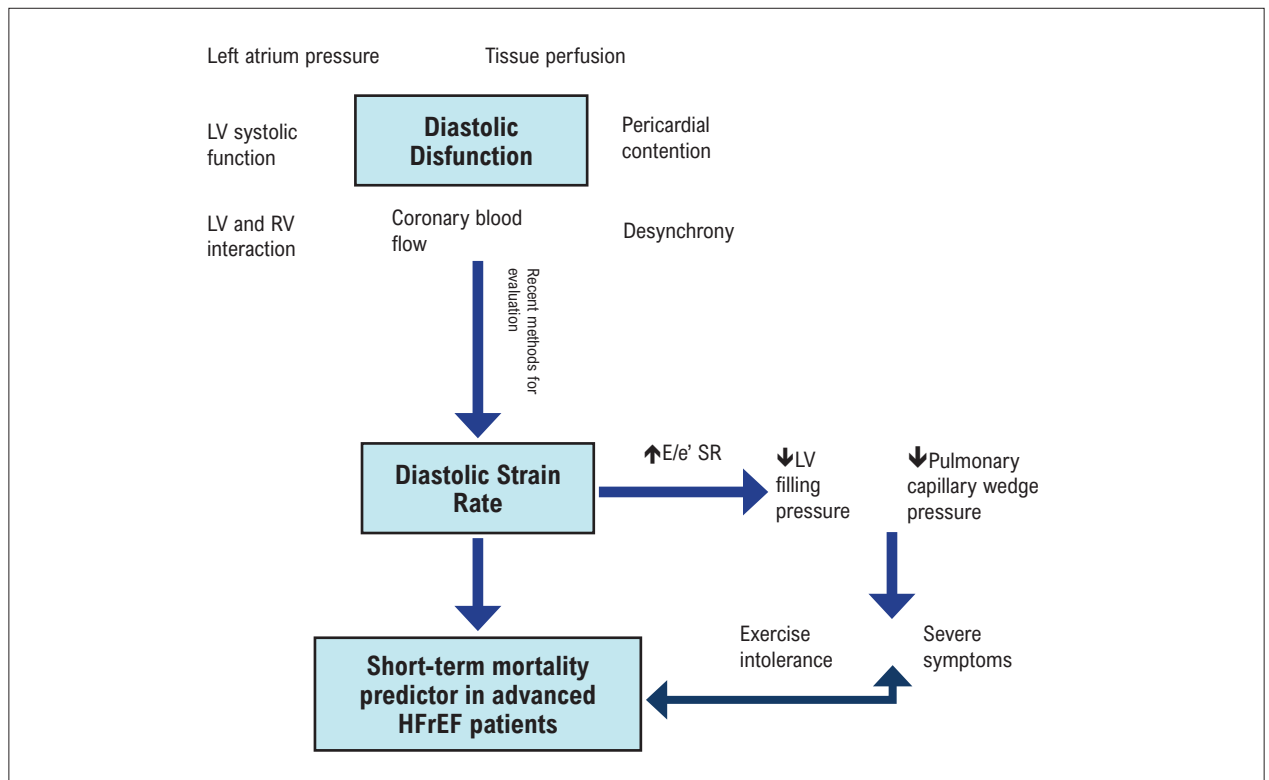 Left atrium pressure
Tissue perfusion
LV systolic
function
Diastolic
Disfunction
Pericardial
contention
LV and RV
interaction
Coronary blood
flow
Desynchrony
Recent methods for
evaluation
Diastolic Strain
Rate
↑E/e’ SR
↓LV
filling
pressure
↓Pulmonary
capillary wedge
pressure
Short-term mortality
predictor in advanced
HFrEF patients
Exercise
intolerance
Severe
symptoms